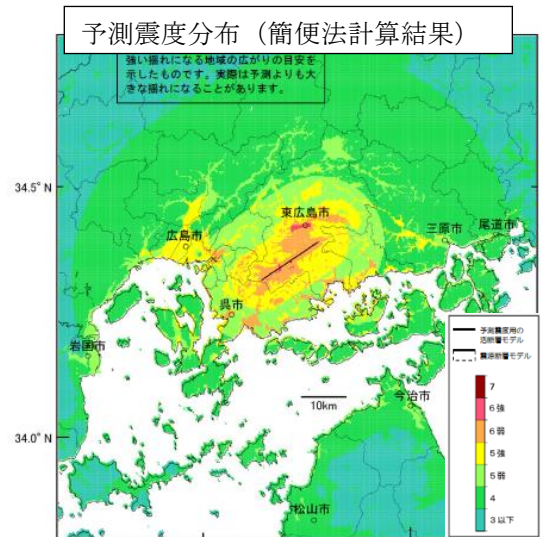 予測震度分布（簡便法計算結果）
強い揺れになる地域の広がりの目安を
示したものです。実際は予測よりも大
きな揺れになることがあります。
34.5°N
東広島市
広島市
三原市
尾道市
呉市
岩国市
予測震度用の
活断層モデル
震源断層モデル
7
6強
6弱
5強
5弱
4
3以下
10km
今治市
34.0°N
松山市